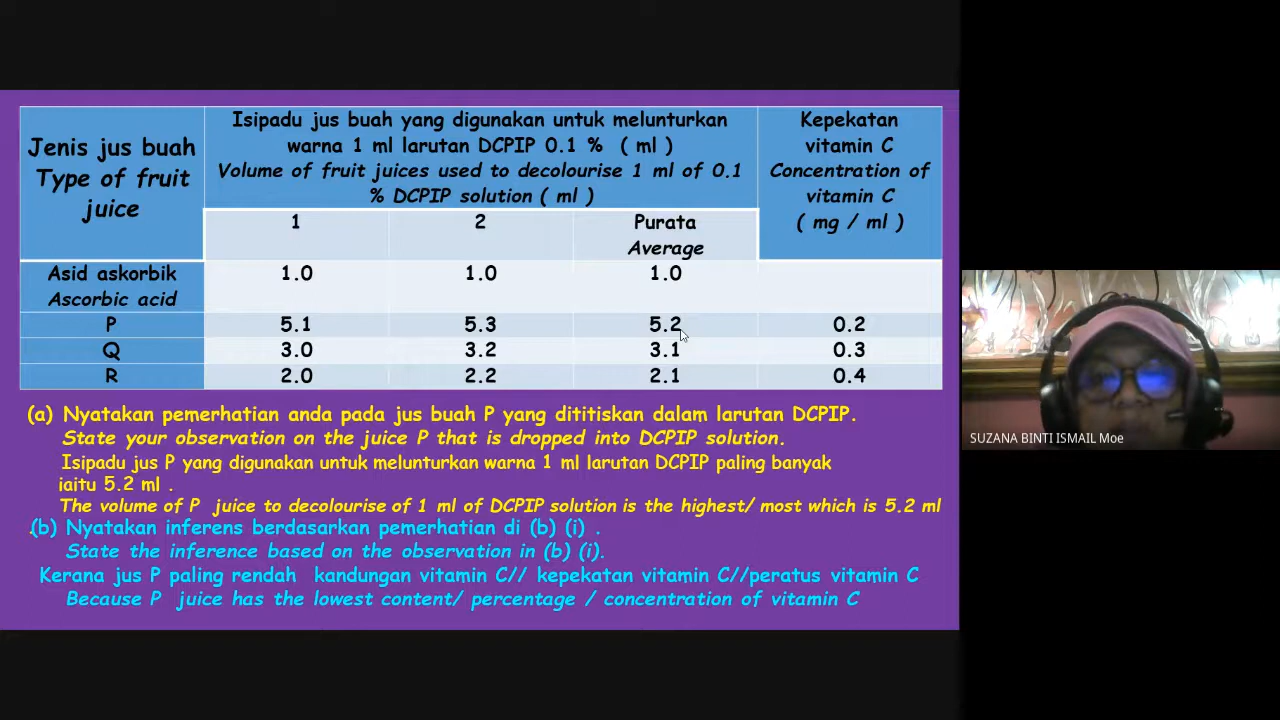 Jenis jus buah
Type of fruit
juice
Isipadu jus buah yang digunakan untuk melunturkan
warna 1 ml larutan DCPIP 0.1 % ( ml )
Volume of fruit juices used to decolourise 1 ml of 0.1
% DCPIP solution ( ml )
Kepekatan
vitamin C
Concentration of
vitamin C
( mg / ml )
1 2 Purata
Average
Asid askorbik 1.0 1.0 1.0
Ascorbic acid
P 5.1 5.3 5.2 0.2
Q 3.0 3.2 3.1 0.3
R 2.0 2.2 2.1 0.4
(a) Nyatakan pemerhatian anda pada jus buah P yang dititiskan dalam larutan DCPIP.
State your observation on the juice P that is dropped into DCPIP solution.
Isipadu jus P yang digunakan untuk melunturkan warna 1 ml larutan DCPIP paling banyak
iaitu 5.2 ml .
The volume of P juice to decolourise of 1 ml of DCPIP solution is the highest/ most which is 5.2 ml
.(b) Nyatakan inferens berdasarkan pemerhatian di (b) (i) .
State the inference based on the observation in (b) (i).
Kerana jus P paling rendah kandungan vitamin C// kepekatan vitamin C//peratus vitamin C
Because P juice has the lowest content/ percentage / concentration of vitamin C
SUZANA BINTI ISMAIL Moe